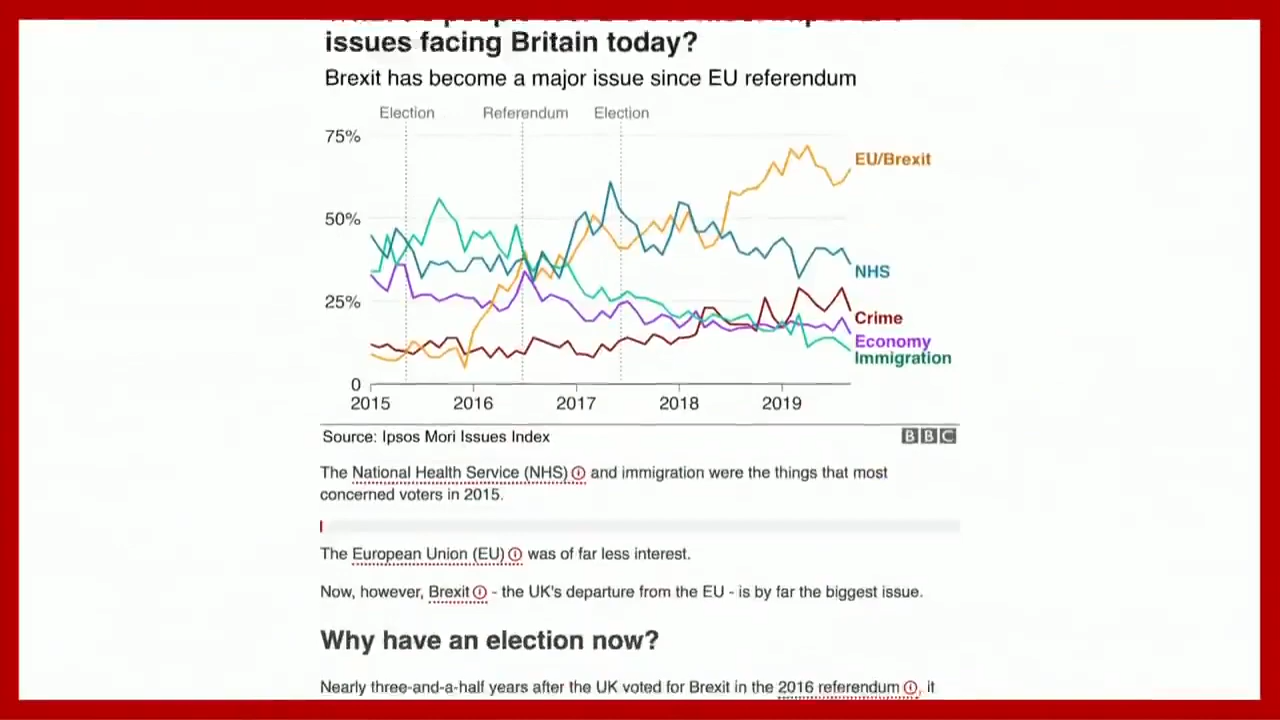 issues facing Britain today?
Brexit has become a major issue since EU referendum
Election Referendum Election
75%
EU/Brexit
50%
NHS
25%
Crime
Economy
Immigration
0
2015 2016 2017 2018 2019
Source: Ipsos Mori Issues Index
BBC
The National Health Service (NHS) and immigration were the things that most
concerned voters in 2015.
The European Union (EU) was of far less interest.
Now, however, Brexit - the UK's departure from the EU - is by far the biggest issue.
Why have an election now?
Nearly three-and-a-half years after the UK voted for Brexit in the 2016 referendum, it